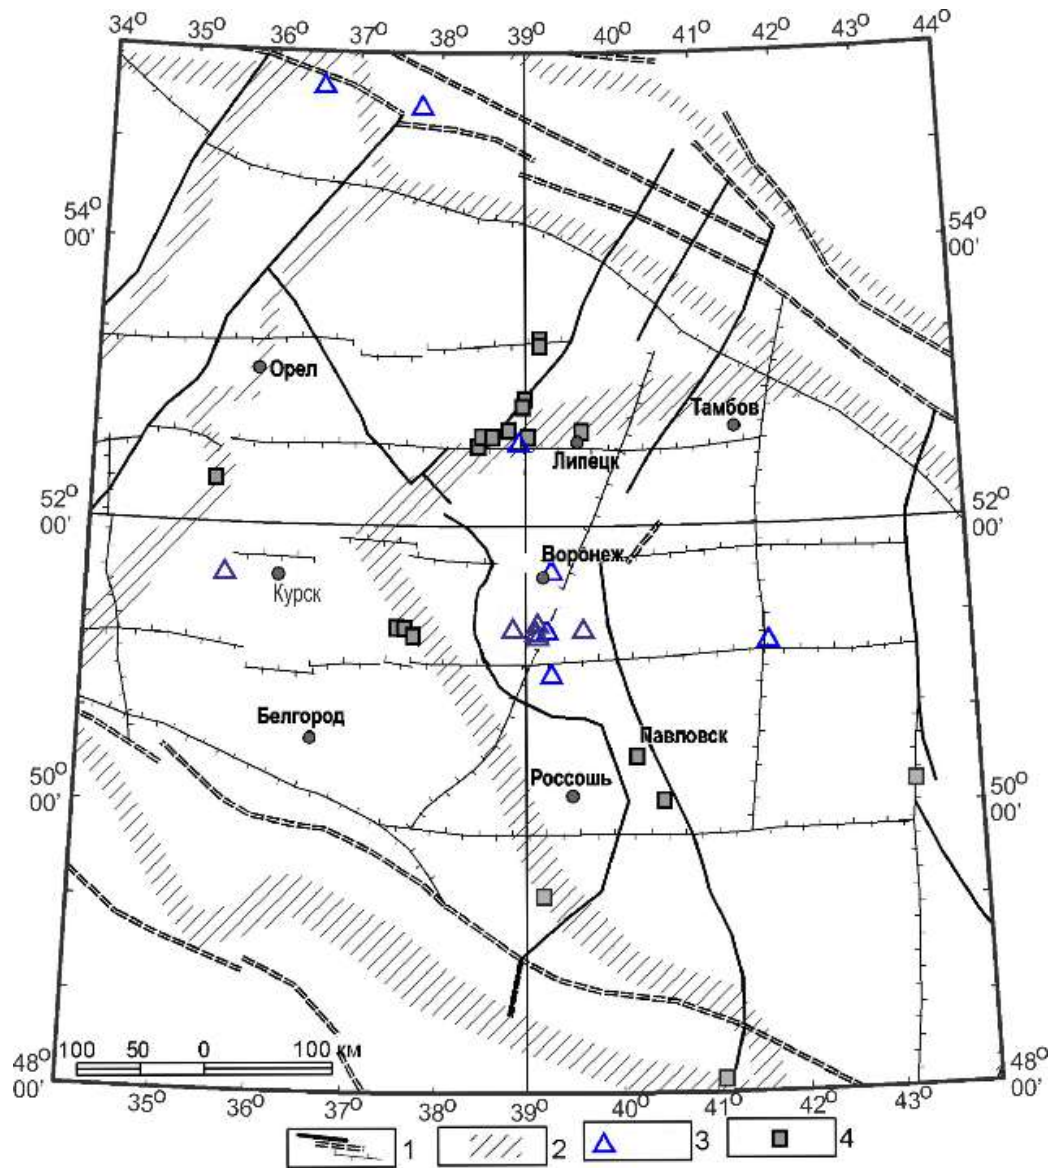 34° 35° 36° 37° 38° 39° 40° 41° 42° 43° 44°
54°
00'
54°
00'
Орел
Тамбов
Липецк
52°
00'
52°
00'
Воронеж
Курск
Белгород
Павловск
50°
00'
Россошь
50°
00'
100 50 0 100 км
48°
00'
48°
00'
35° 36° 37° 38° 39° 40° 41° 42° 43°
1 2 3 4